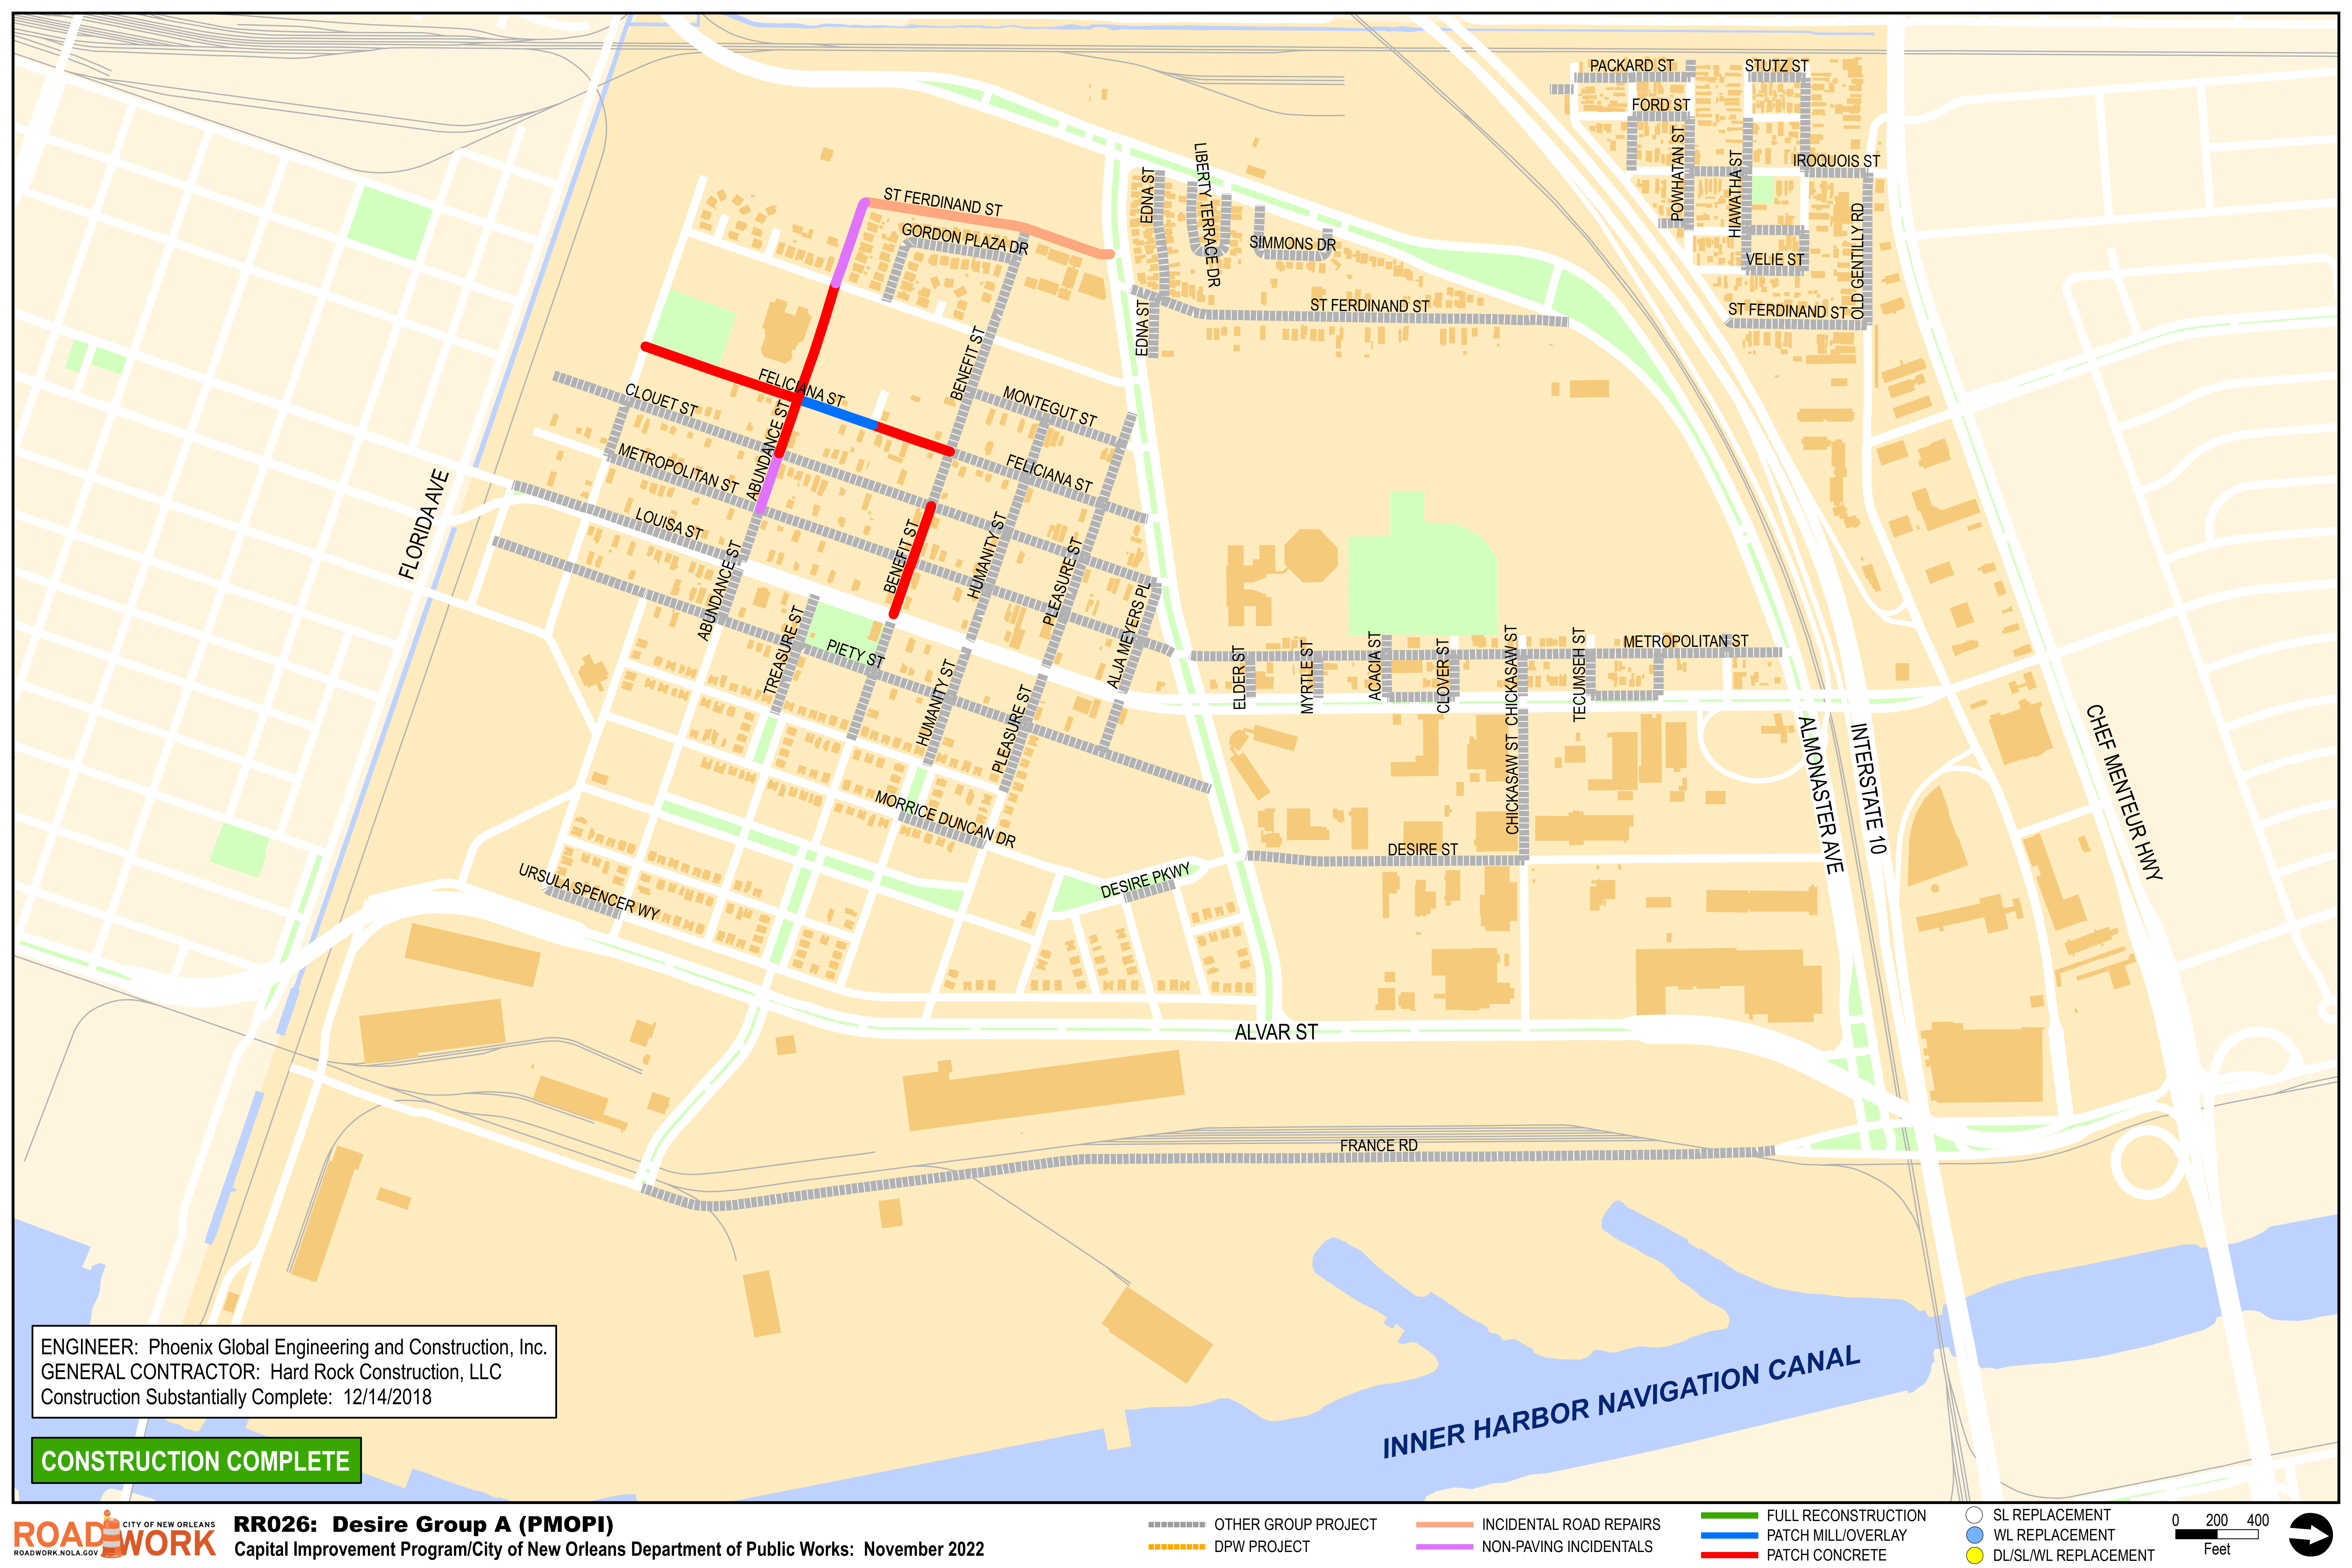 PACKARD ST
STUTZ ST
FORD ST
POWHATAN ST
HIAWATHA ST
IROQUOIS ST
OLD GENTILLY RD
VELIE ST
ST FERDINAND ST
ST FERDINAND ST
GORDON PLAZA DR
EDNA ST
LIBERTY TERRACE DR
SIMMONS DR
ST FERDINAND ST
EDNA ST
BENEFIT ST
FELICIANA ST
CLOUET ST
MONTEGUT ST
ABUNDANCE ST
METROPOLITAN ST
FELICIANA ST
FLORIDA AVE
LOUISA ST
BENEFIT ST
HUMANITY ST
PLEASURE ST
ABUNDANCE ST
ALJA MEYERS PL
TREASURE ST
PIETY ST
HUMANITY ST
PLEASURE ST
ELDER ST
MYRTLE ST
ACACIA ST
CLOVER ST
CHICKASAW ST
TECUMSEH ST
METROPOLITAN ST
CHICKASAW ST
ALMONASTER AVE
INTERSTATE 10
CHEF MENTEUR HWY
MORRICE DUNCAN DR
DESIRE ST
DESIRE PKWY
URSULA SPENCER WY
ALVAR ST
FRANCE RD
INNER HARBOR NAVIGATION CANAL
ENGINEER: Phoenix Global Engineering and Construction, Inc.
GENERAL CONTRACTOR: Hard Rock Construction, LLC
Construction Substantially Complete: 12/14/2018
CONSTRUCTION COMPLETE
CITY OF NEW ORLEANS
ROADWORK
ROADWORK.NOLA.GOV
RR026: Desire Group A (PMOPI)
Capital Improvement Program/City of New Orleans Department of Public Works: November 2022
OTHER GROUP PROJECT
DPW PROJECT
INCIDENTAL ROAD REPAIRS
NON-PAVING INCIDENTALS
FULL RECONSTRUCTION
PATCH MILL/OVERLAY
PATCH CONCRETE
SL REPLACEMENT
WL REPLACEMENT
DL/SL/WL REPLACEMENT
0 200 400
Feet